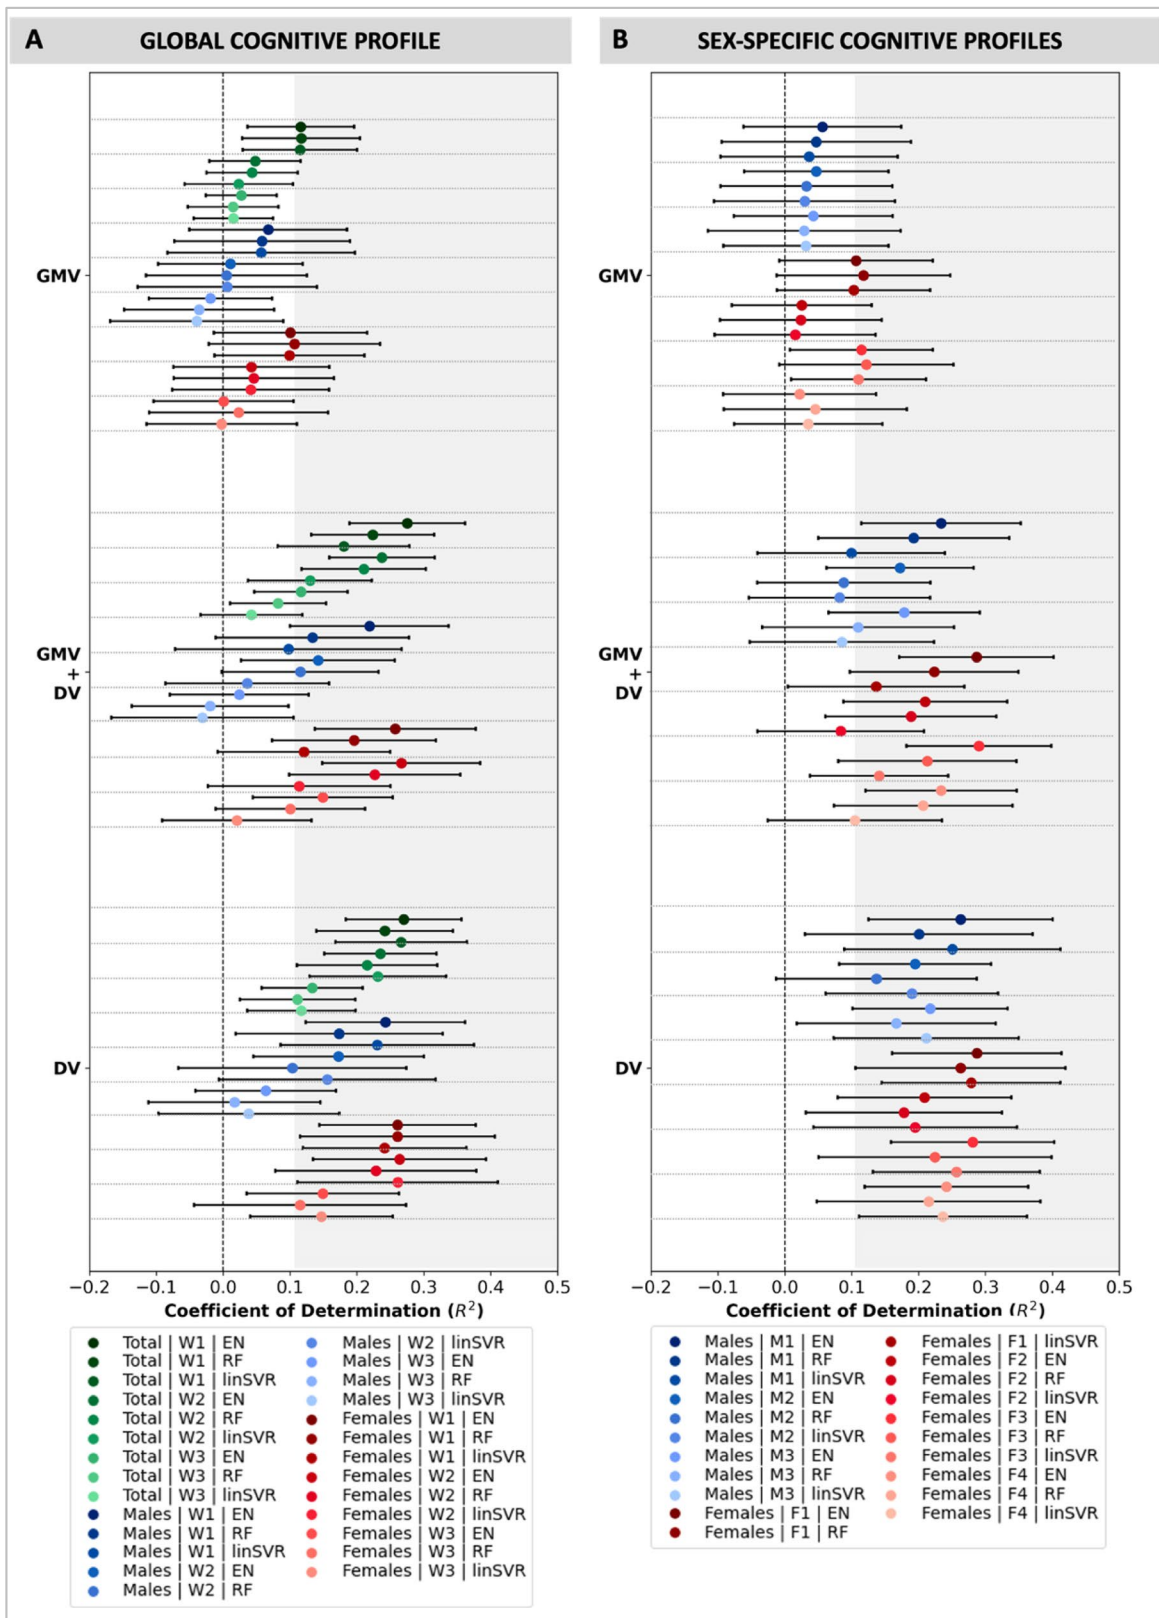 A GLOBAL COGNITIVE PROFILE
GMV
GMV
+
DV
DV
−0.2 −0.1 0.0 0.1 0.2 0.3 0.4 0.5
Coefficient of Determination (R²)
Total | W1 | EN
Total | W1 | RF
Total | W1 | linSVR
Total | W2 | EN
Total | W2 | RF
Total | W2 | linSVR
Total | W3 | EN
Total | W3 | RF
Total | W3 | linSVR
Males | W1 | EN
Males | W1 | RF
Males | W1 | linSVR
Males | W2 | EN
Males | W2 | RF
Males | W2 | linSVR
Males | W3 | EN
Males | W3 | RF
Males | W3 | linSVR
Females | W1 | EN
Females | W1 | RF
Females | W1 | linSVR
Females | W2 | EN
Females | W2 | RF
Females | W2 | linSVR
Females | W3 | EN
Females | W3 | RF
Females | W3 | linSVR
B SEX-SPECIFIC COGNITIVE PROFILES
GMV
GMV
+
DV
DV
−0.2 −0.1 0.0 0.1 0.2 0.3 0.4 0.5
Coefficient of Determination (R²)
Males | M1 | EN
Males | M1 | RF
Males | M1 | linSVR
Males | M2 | EN
Males | M2 | RF
Males | M2 | linSVR
Males | M3 | EN
Males | M3 | RF
Males | M3 | linSVR
Females | F1 | EN
Females | F1 | RF
Females | F1 | linSVR
Females | F2 | EN
Females | F2 | RF
Females | F2 | linSVR
Females | F3 | EN
Females | F3 | RF
Females | F3 | linSVR
Females | F4 | EN
Females | F4 | RF
Females | F4 | linSVR